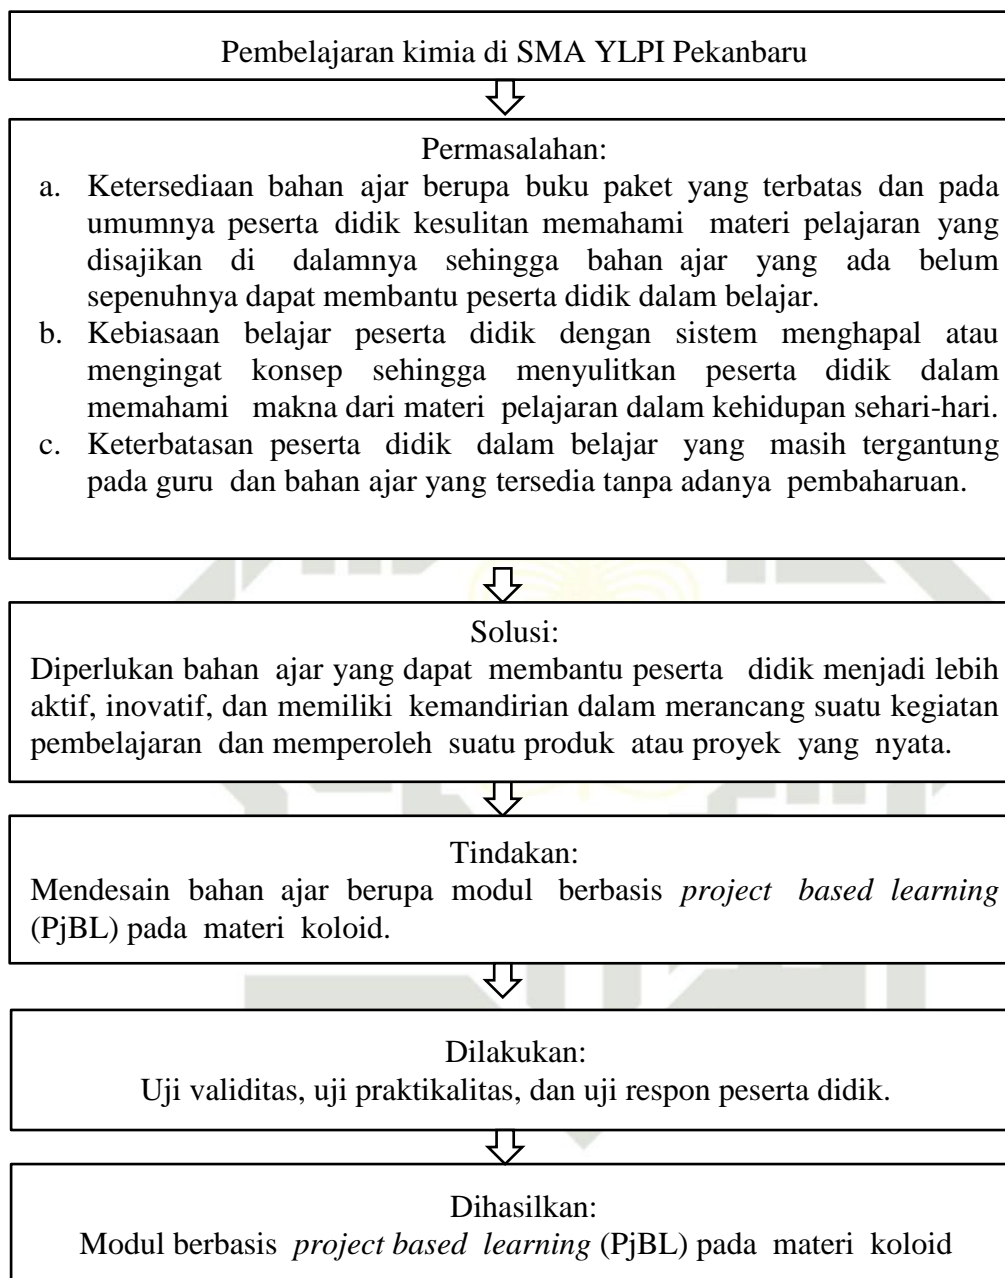 Pembelajaran kimia di SMA YLPI Pekanbaru
Permasalahan:
a. Ketersediaan bahan ajar berupa buku paket yang terbatas dan pada
umumnya peserta didik kesulitan memahami materi pelajaran yang
disajikan di dalamnya sehingga bahan ajar yang ada belum
sepenuhnya dapat membantu peserta didik dalam belajar.
b. Kebiasaan belajar peserta didik dengan sistem menghapal atau
mengingat konsep sehingga menyulitkan peserta didik dalam
memahami makna dari materi pelajaran dalam kehidupan sehari-hari.
c. Keterbatasan peserta didik dalam belajar yang masih tergantung
pada guru dan bahan ajar yang tersedia tanpa adanya pembaharuan.
Solusi:
Diperlukan bahan ajar yang dapat membantu peserta didik menjadi lebih
aktif, inovatif, dan memiliki kemandirian dalam merancang suatu kegiatan
pembelajaran dan memperoleh suatu produk atau proyek yang nyata.
Tindakan:
Mendesain bahan ajar berupa modul berbasis project based learning
(PjBL) pada materi koloid.
Dilakukan:
Uji validitas, uji praktikalitas, dan uji respon peserta didik.
Dihasilkan:
Modul berbasis project based learning (PjBL) pada materi koloid